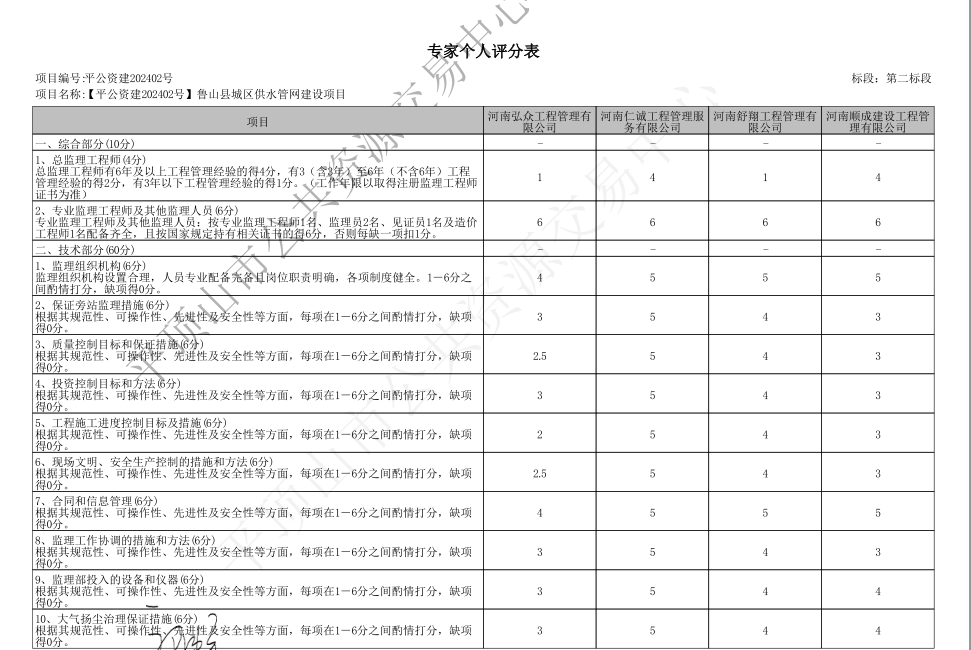 专家个人评分表
项目编号:平公资建202402号 标段：第二标段
项目名称:【平公资建202402号】鲁山县城区供水管网建设项目
项目 河南弘众工程管理有限公司 河南仁诚工程管理服务有限公司 河南舒翔工程管理有限公司 河南顺成建设工程管理有限公司
一、综合部分(10分) － － － －
1、总监理工程师(4分)
总监理工程师有6年及以上工程管理经验的得4分，有3（含3年）至6年（不含6年）工程
管理经验的得2分，有3年以下工程管理经验的得1分。（工作年限以取得注册监理工程师
证书为准） 1 4 1 4
2、专业监理工程师及其他监理人员(6分)
专业监理工程师及其他监理人员：按专业监理工程师1名、监理员2名、见证员1名及造价
工程师1名配备齐全，且按国家规定持有相关证书的得6分，否则每缺一项扣1分。 6 6 6 6
二、技术部分(60分) － － － －
1、监理组织机构(6分)
监理组织机构设置合理，人员专业配备完备且岗位职责明确，各项制度健全。1－6分之
间酌情打分，缺项得0分。 4 5 5 5
2、保证旁站监理措施(6分)
根据其规范性、可操作性、先进性及安全性等方面，每项在1－6分之间酌情打分，缺项
得0分。 3 5 4 3
3、质量控制目标和保证措施(6分)
根据其规范性、可操作性、先进性及安全性等方面，每项在1－6分之间酌情打分，缺项
得0分。 2.5 5 4 3
4、投资控制目标和方法(6分)
根据其规范性、可操作性、先进性及安全性等方面，每项在1－6分之间酌情打分，缺项
得0分。 3 5 4 3
5、工程施工进度控制目标及措施(6分)
根据其规范性、可操作性、先进性及安全性等方面，每项在1－6分之间酌情打分，缺项
得0分。 2 5 4 3
6、现场文明、安全生产控制的措施和方法(6分)
根据其规范性、可操作性、先进性及安全性等方面，每项在1－6分之间酌情打分，缺项
得0分。 2.5 5 4 3
7、合同和信息管理(6分)
根据其规范性、可操作性、先进性及安全性等方面，每项在1－6分之间酌情打分，缺项
得0分。 4 5 5 5
8、监理工作协调的措施和方法(6分)
根据其规范性、可操作性、先进性及安全性等方面，每项在1－6分之间酌情打分，缺项
得0分。 3 5 4 3
9、监理部投入的设备和仪器(6分)
根据其规范性、可操作性、先进性及安全性等方面，每项在1－6分之间酌情打分，缺项
得0分。 3 5 4 4
10、大气扬尘治理保证措施(6分)
根据其规范性、可操作性、先进性及安全性等方面，每项在1－6分之间酌情打分，缺项
得0分。 3 5 4 4
平顶山市公共资源交易中心
平顶山市公共资源交易中心